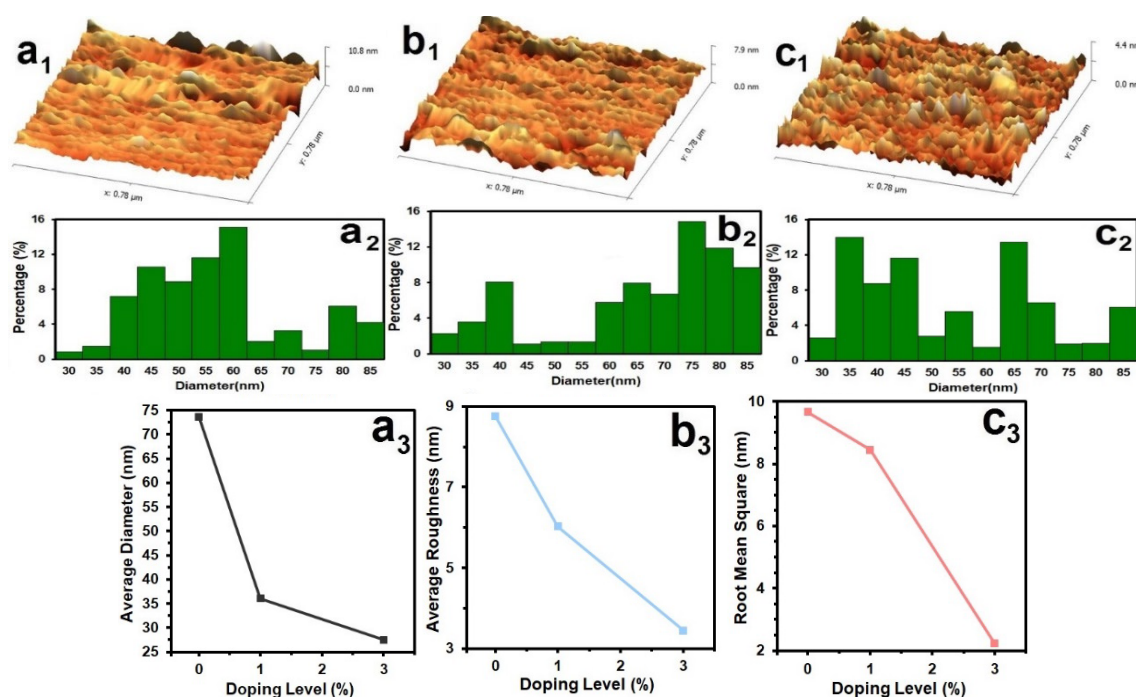 a1
10.8 nm
0.0 nm
y: 0.78 µm
x: 0.78 µm
b1
7.9 nm
0.0 nm
y: 0.78 µm
x: 0.78 µm
c1
4.4 nm
0.0 nm
y: 0.78 µm
x: 0.78 µm
a2
Percentage (%)
16
12
8
4
0
30 35 40 45 50 55 60 65 70 75 80 85
Diameter(nm)
b2
Percentage (%)
16
12
8
4
0
30 35 40 45 50 55 60 65 70 75 80 85
Diameter(nm)
c2
Percentage (%)
16
12
8
4
0
30 35 40 45 50 55 60 65 70 75 80 85
Diameter(nm)
a3
Average Diameter (nm)
75
70
65
60
55
50
45
40
35
30
25
0 1 3
Doping Level (%)
b3
Average Roughness (nm)
9
6
3
0 1 3
Doping Level (%)
c3
Root Mean Square (nm)
10
8
6
4
2
0 1 3
Doping Level (%)